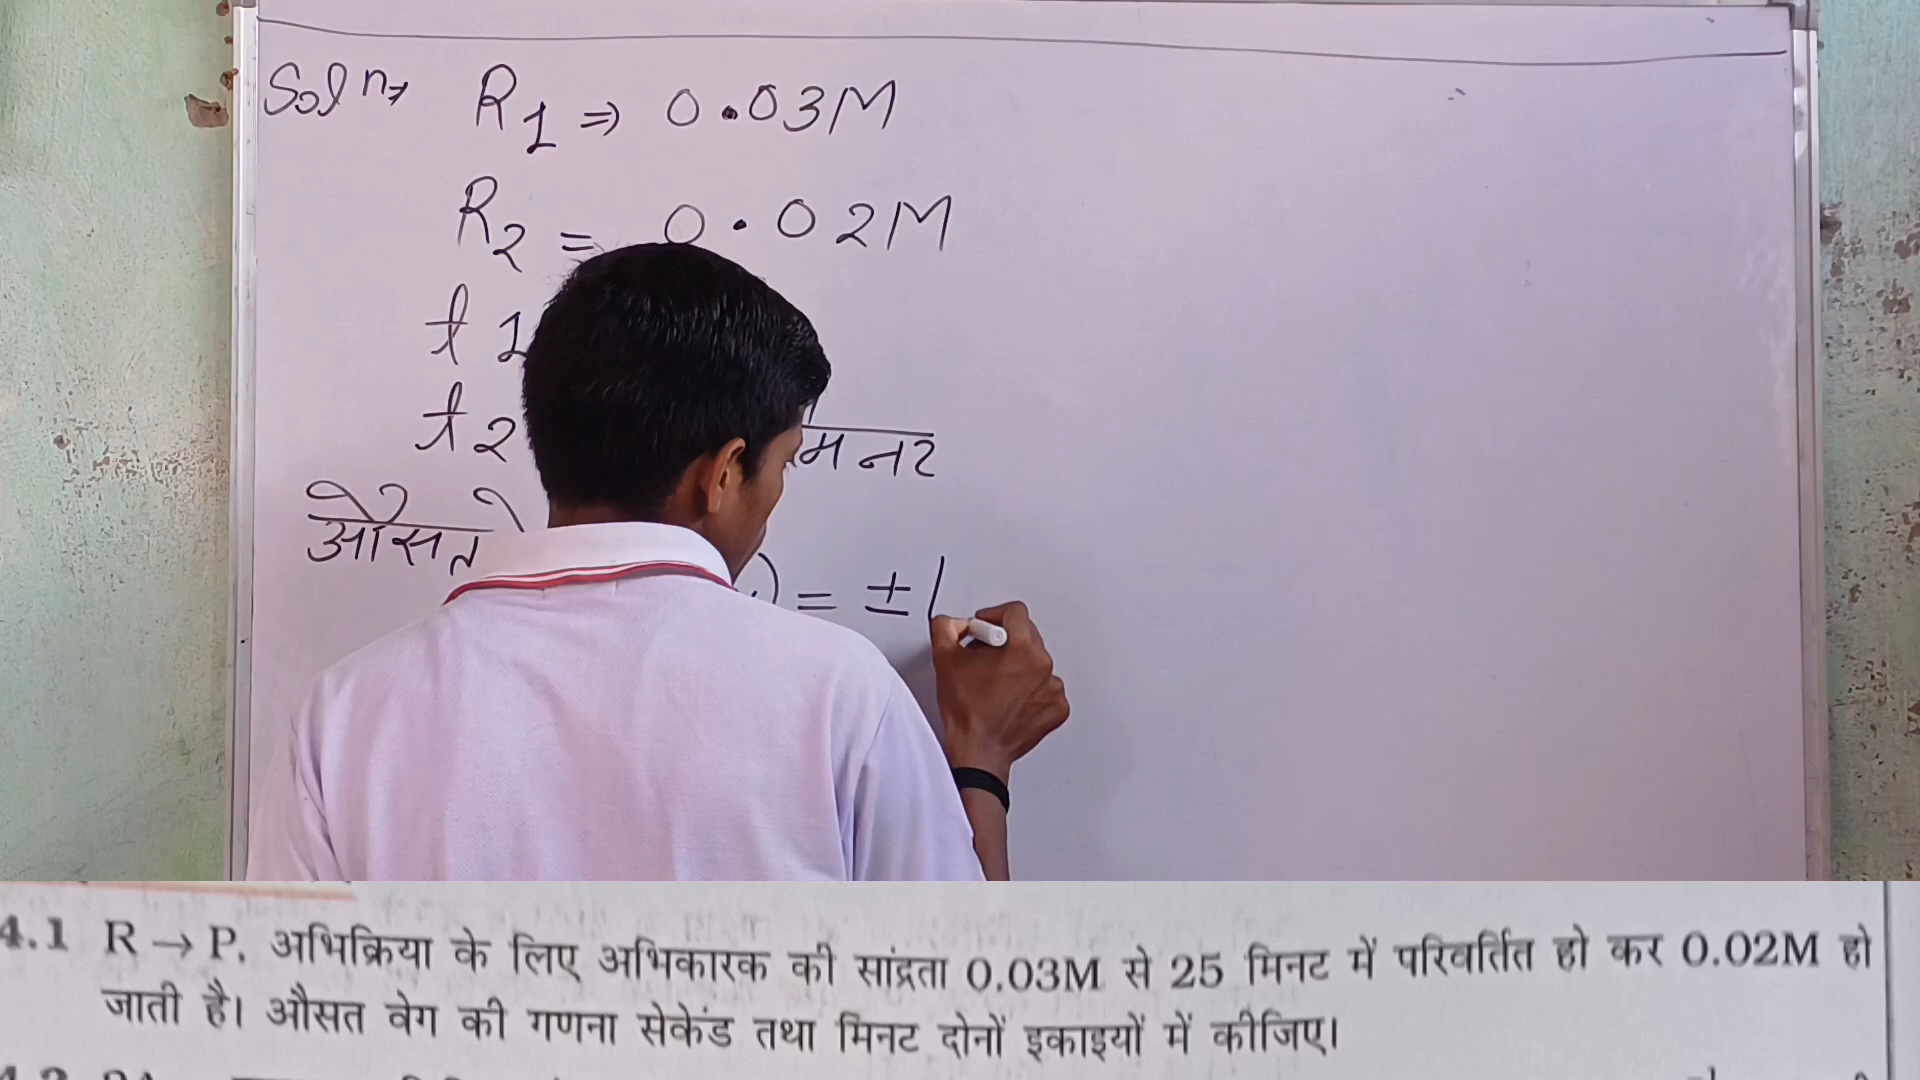 Solⁿ→ R₁ ⇒ 0.03M
R₂ = 0.02M
t 1
t 2 मिनट
औसत
) = ±
4.1 R → P, अभिक्रिया के लिए अभिकारक की सांद्रता 0.03M से 25 मिनट में परिवर्तित हो कर 0.02M हो
जाती है। औसत वेग की गणना सेकेंड तथा मिनट दोनों इकाइयों में कीजिए।